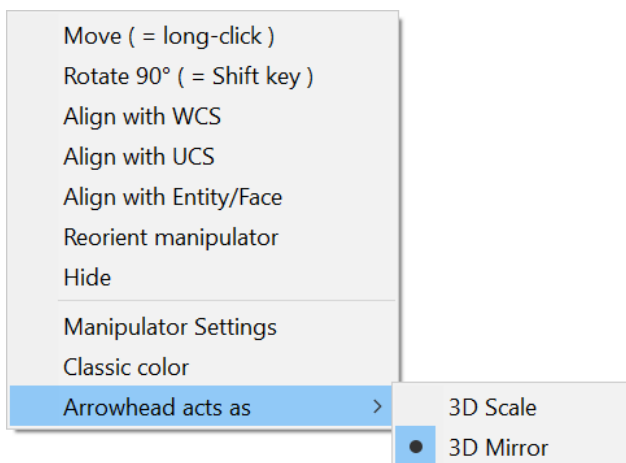 Move ( = long-click )
Rotate 90° ( = Shift key )
Align with WCS
Align with UCS
Align with Entity/Face
Reorient manipulator
Hide
Manipulator Settings
Classic color
Arrowhead acts as
3D Scale
3D Mirror